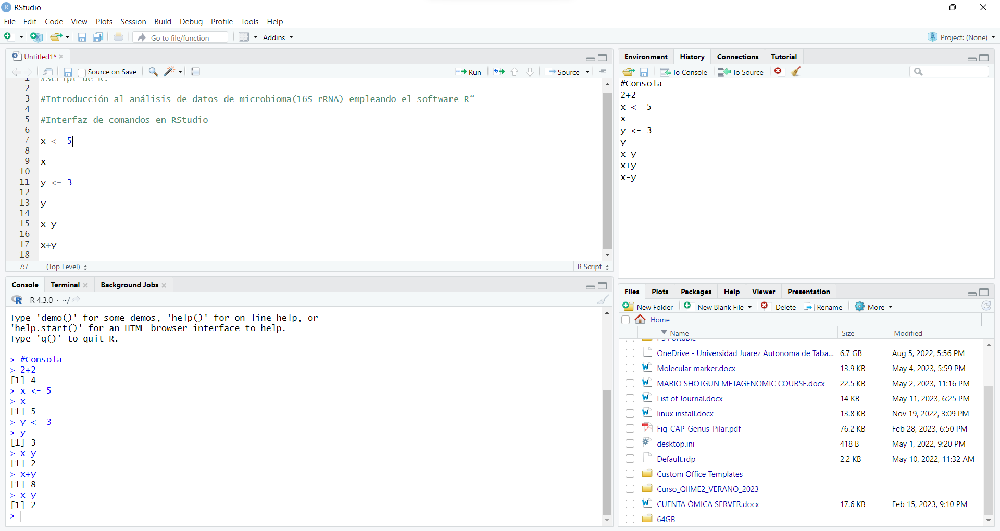 RStudio
File Edit Code View Plots Session Build Debug Profile Tools Help
Go to file/function Addins Project: (None)
Untitled1*
Source on Save Run Source
1 #Script de R.
2
3 #Introducción al análisis de datos de microbioma(16S rRNA) empleando el software R“
4
5 #Interfaz de comandos en RStudio
6
7 x <- 5
8
9 x
10
11 y <- 3
12
13 y
14
15 x-y
16
17 x+y
18
7:7 (Top Level) R Script
Console Terminal Background Jobs
R 4.3.0 · ~/
Type 'demo()' for some demos, 'help()' for on-line help, or
'help.start()' for an HTML browser interface to help.
Type 'q()' to quit R.
> #Consola
> 2+2
[1] 4
> x <- 5
> x
[1] 5
> y <- 3
> y
[1] 3
> x-y
[1] 2
> x+y
[1] 8
> x-y
[1] 2
>
Environment History Connections Tutorial
To Console To Source
#Consola
2+2
x <- 5
x
y <- 3
y
x-y
x+y
x-y
Files Plots Packages Help Viewer Presentation
New Folder New Blank File Delete Rename More
Home ...
Name Size Modified
OneDrive - Universidad Juarez Autonoma de Taba... 6.7 GB Aug 5, 2022, 5:56 PM
Molecular marker.docx 13.9 KB May 4, 2023, 5:59 PM
MARIO SHOTGUN METAGENOMIC COURSE.docx 22.5 KB May 2, 2023, 11:16 PM
List of Journal.docx 14 KB May 11, 2023, 6:25 PM
linux install.docx 13.8 KB Nov 19, 2022, 3:09 PM
Fig-CAP-Genus-Pilar.pdf 76.2 KB Feb 28, 2023, 6:50 PM
desktop.ini 418 B May 1, 2022, 9:20 PM
Default.rdp 2.2 KB May 10, 2022, 11:32 AM
Custom Office Templates
Curso_QIIME2_VERANO_2023
CUENTA ÓMICA SERVER.docx 17.6 KB Feb 15, 2023, 9:10 PM
64GB